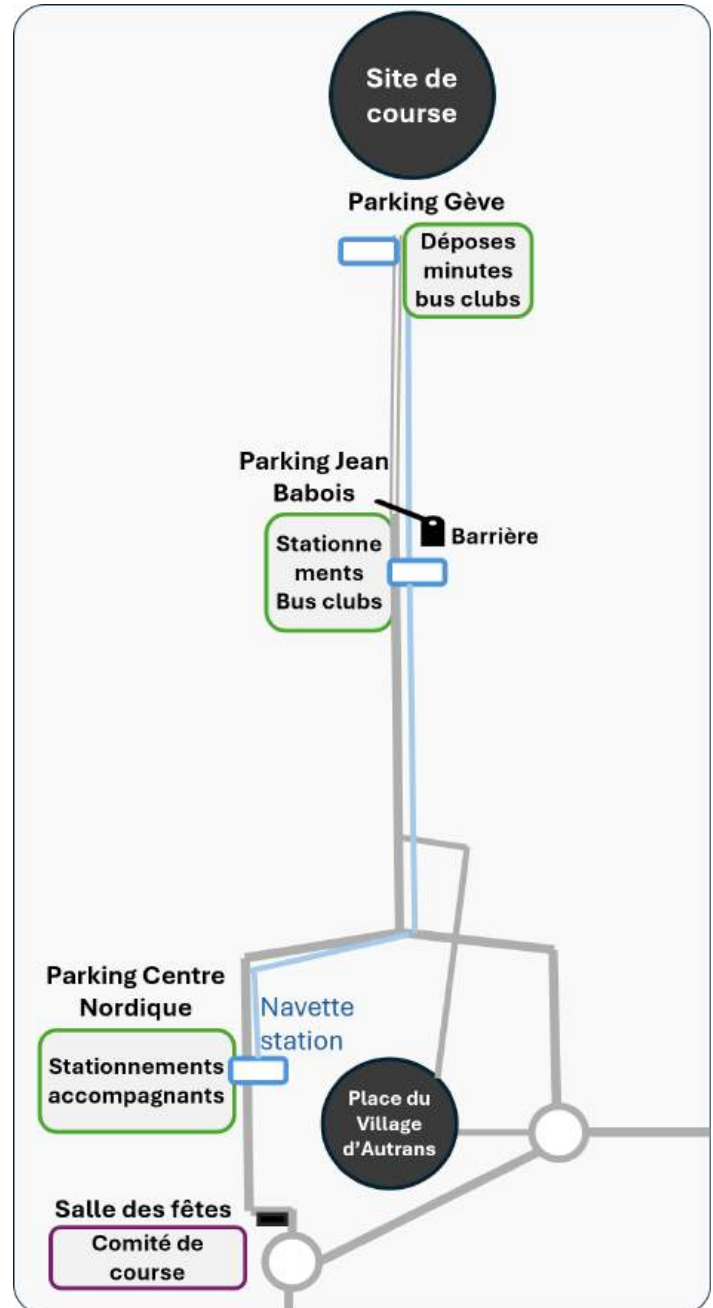 Site de
course
Parking Gève
Déposes
minutes
bus clubs
Parking Jean
Babois
Barrière
Stationne
ments
Bus clubs
Parking Centre
Nordique
Navette
station
Stationnements
accompagnants
Place du
Village
d'Autrans
Salle des fêtes
Comité de
course